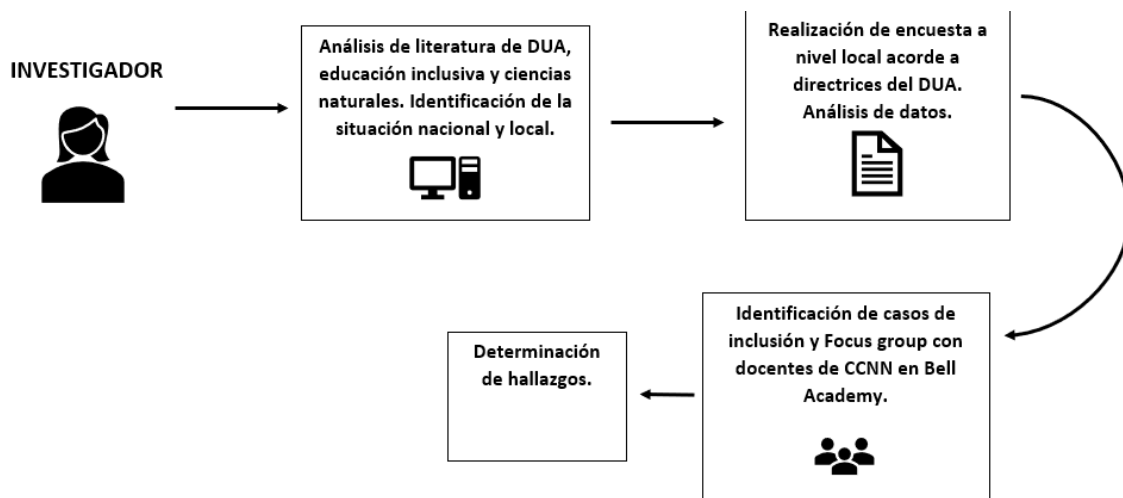 INVESTIGADOR
Análisis de literatura de DUA,
educación inclusiva y ciencias
naturales. Identificación de la
situación nacional y local.
Realización de encuesta a
nivel local acorde a
directrices del DUA.
Análisis de datos.
Identificación de casos de
inclusión y Focus group con
docentes de CCNN en Bell
Academy.
Determinación
de hallazgos.